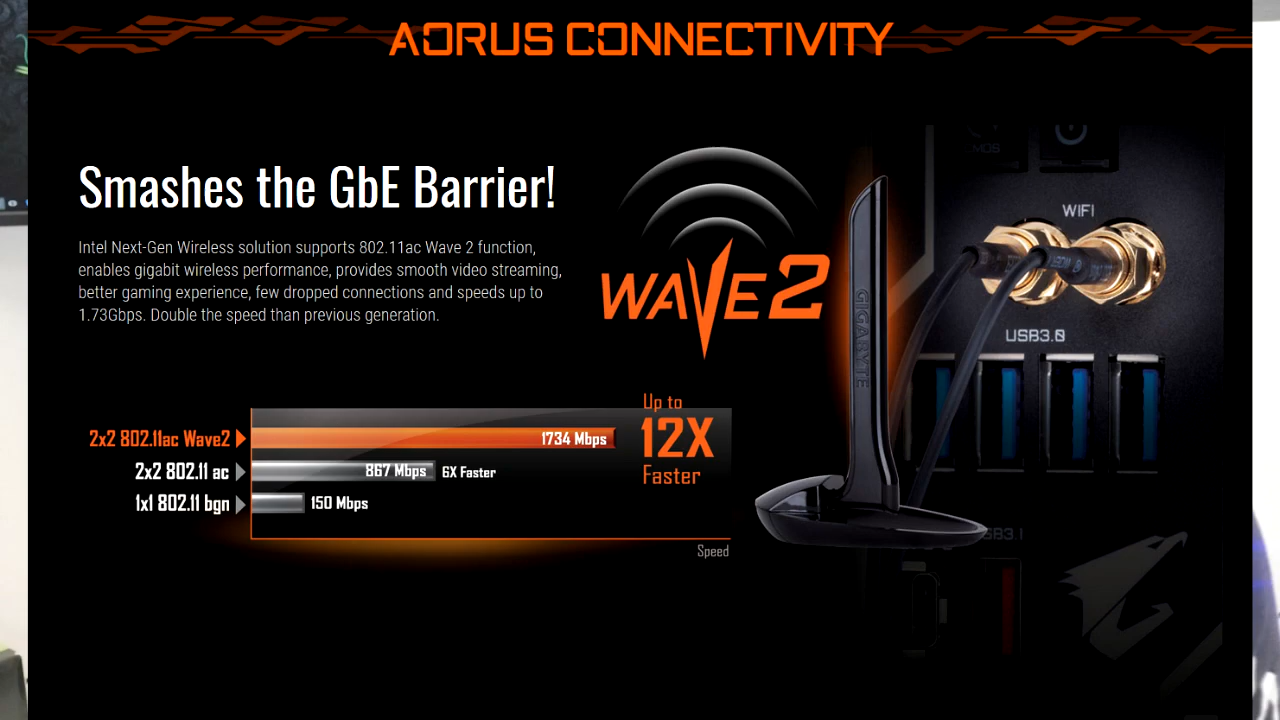 AORUS CONNECTIVITY
Smashes the GbE Barrier!
Intel Next-Gen Wireless solution supports 802.11ac Wave 2 function,
enables gigabit wireless performance, provides smooth video streaming,
better gaming experience, few dropped connections and speeds up to
1.73Gbps. Double the speed than previous generation.
WAVE2
WIFI
USB3.0
GIGABYTE
Up to
12X
Faster
2x2 802.11ac Wave2
1734 Mbps
2x2 802.11 ac
867 Mbps
6X Faster
1x1 802.11 bgn
150 Mbps
Speed